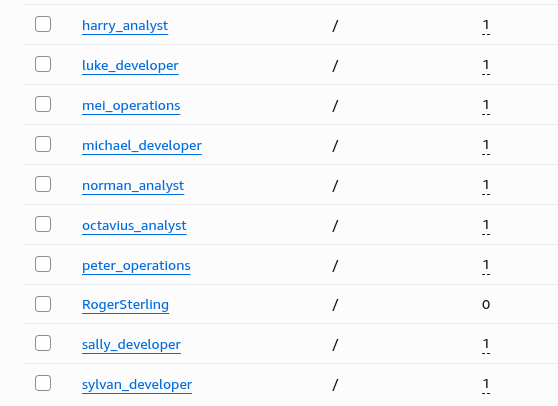 harry_analyst / 1
luke_developer / 1
mei_operations / 1
michael_developer / 1
norman_analyst / 1
octavius_analyst / 1
peter_operations / 1
RogerSterling / 0
sally_developer / 1
sylvan_developer / 1